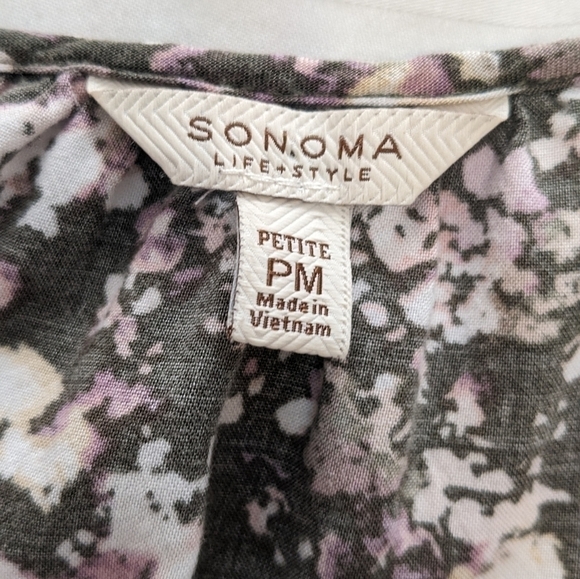 SONOMA
LIFE+STYLE
PETITE
PM
Made in
Vietnam